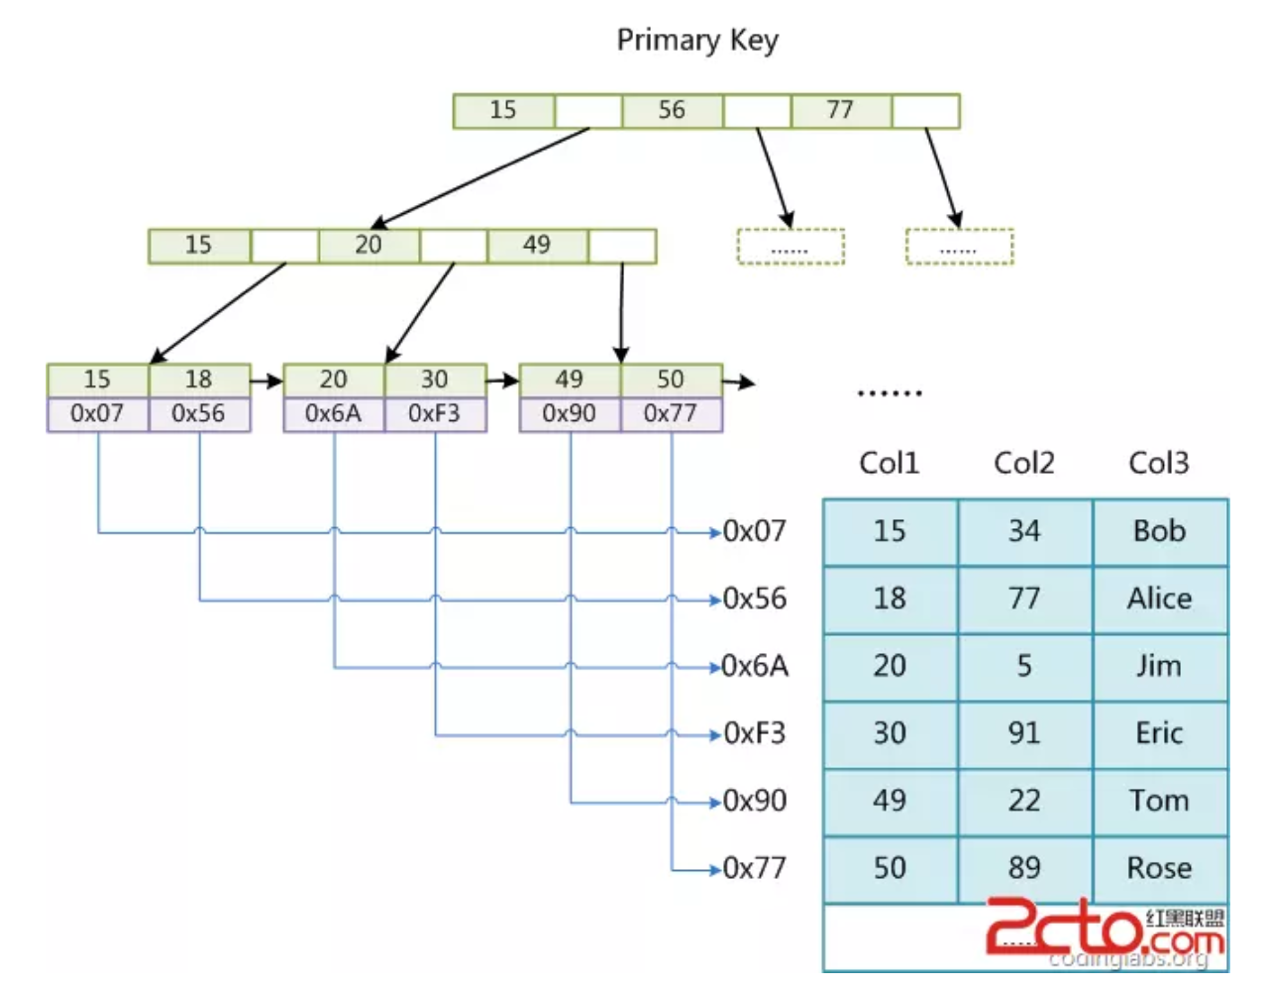 Primary Key
15 56 77
15 20 49
......
......
15 18 20 30 49 50
0x07 0x56 0x6A 0xF3 0x90 0x77
......
Col1 Col2 Col3
0x07 15 34 Bob
0x56 18 77 Alice
0x6A 20 5 Jim
0xF3 30 91 Eric
0x90 49 22 Tom
0x77 50 89 Rose
红黑联盟
2cto.com
codinglabs.org